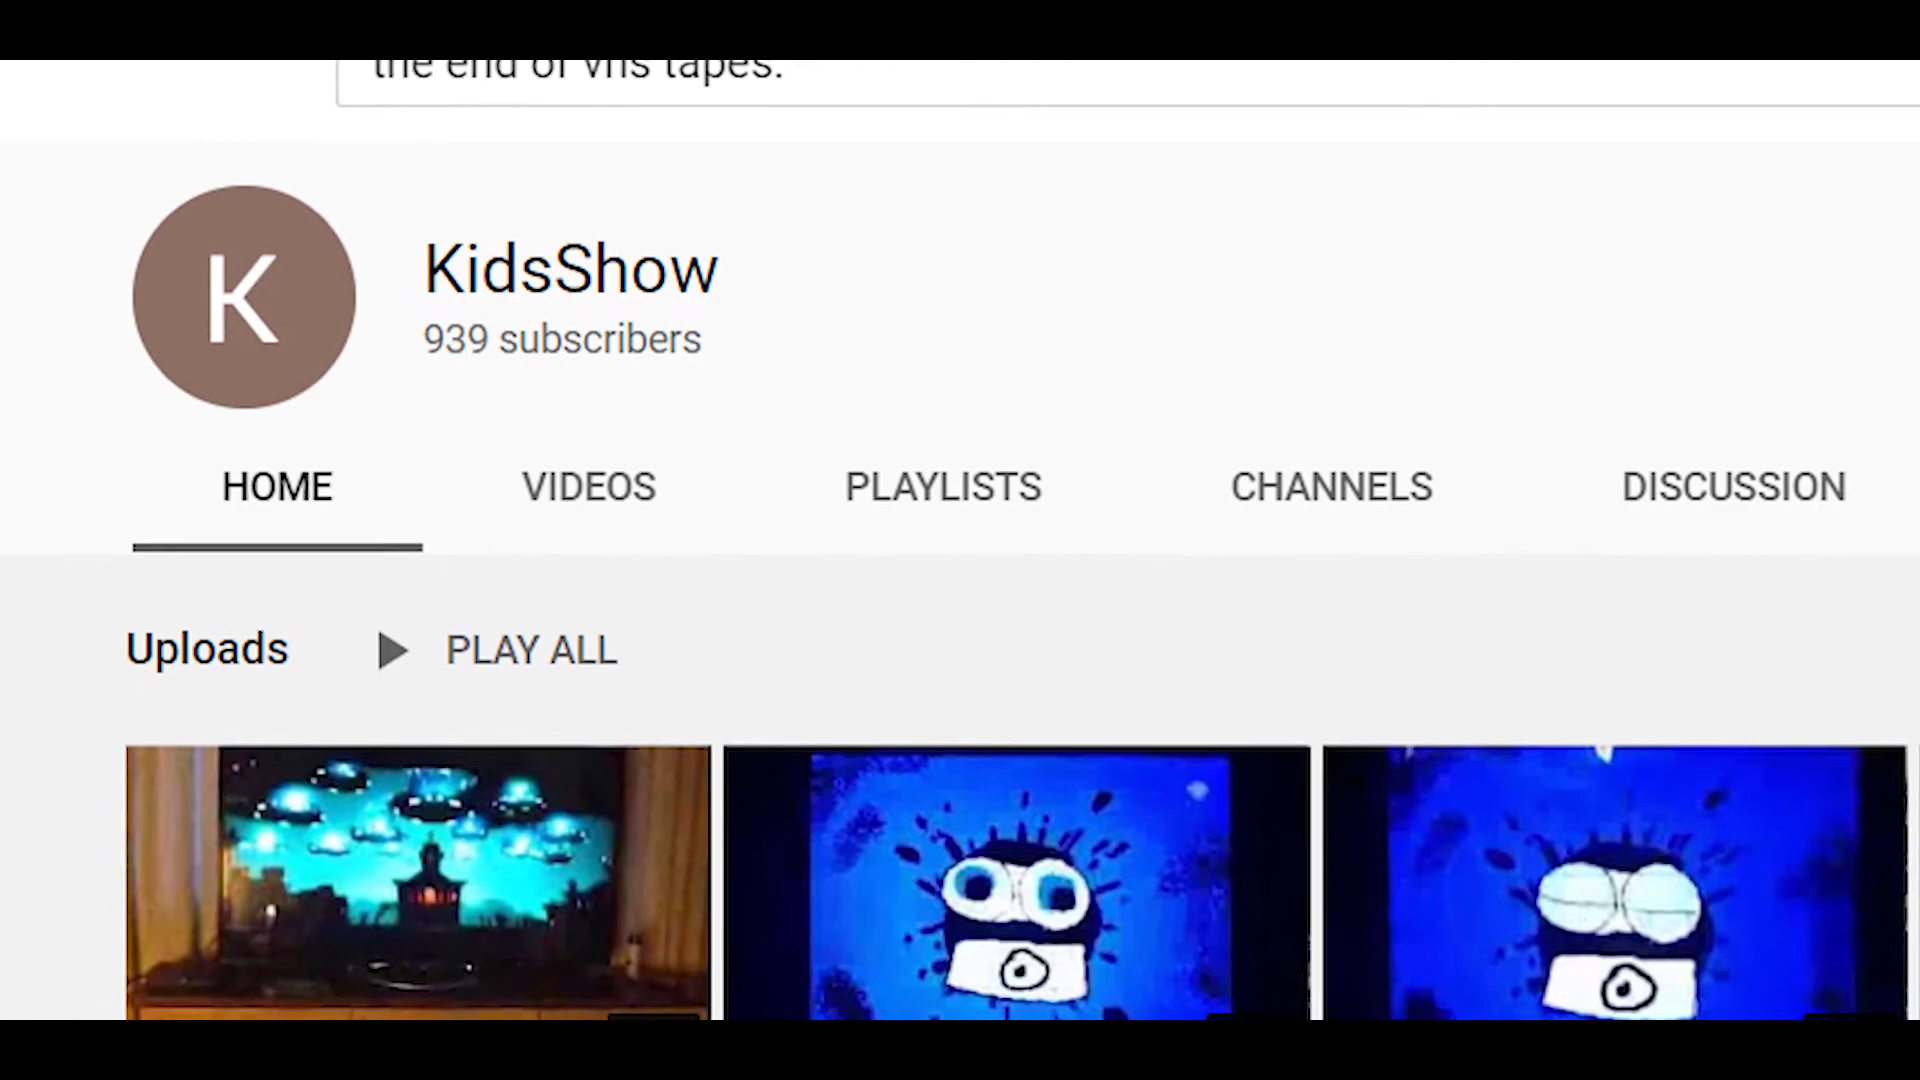 the end of vhs tapes.
K
KidsShow
939 subscribers
HOME VIDEOS PLAYLISTS CHANNELS DISCUSSION
Uploads PLAY ALL